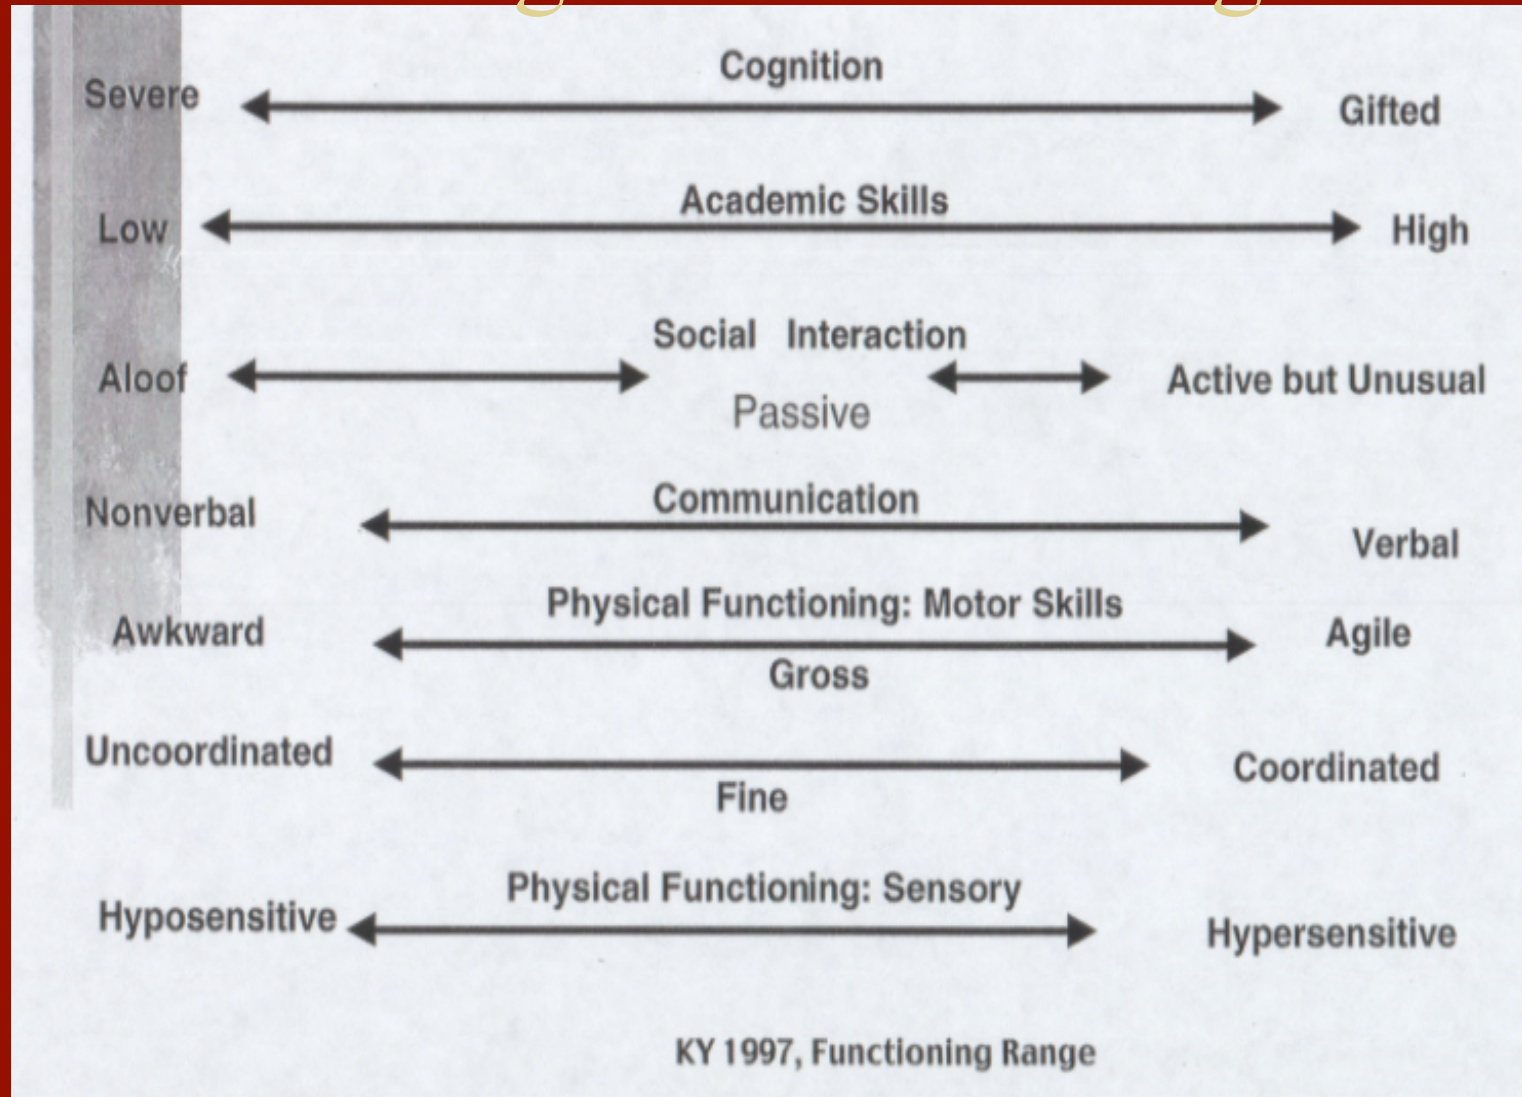 Cognition
Severe Gifted
Academic Skills
Low High
Social Interaction
Aloof Active but Unusual
Passive
Communication
Nonverbal
Verbal
Physical Functioning: Motor Skills
Awkward Agile
Gross
Uncoordinated Coordinated
Fine
Physical Functioning: Sensory
Hyposensitive Hypersensitive
KY 1997, Functioning Range